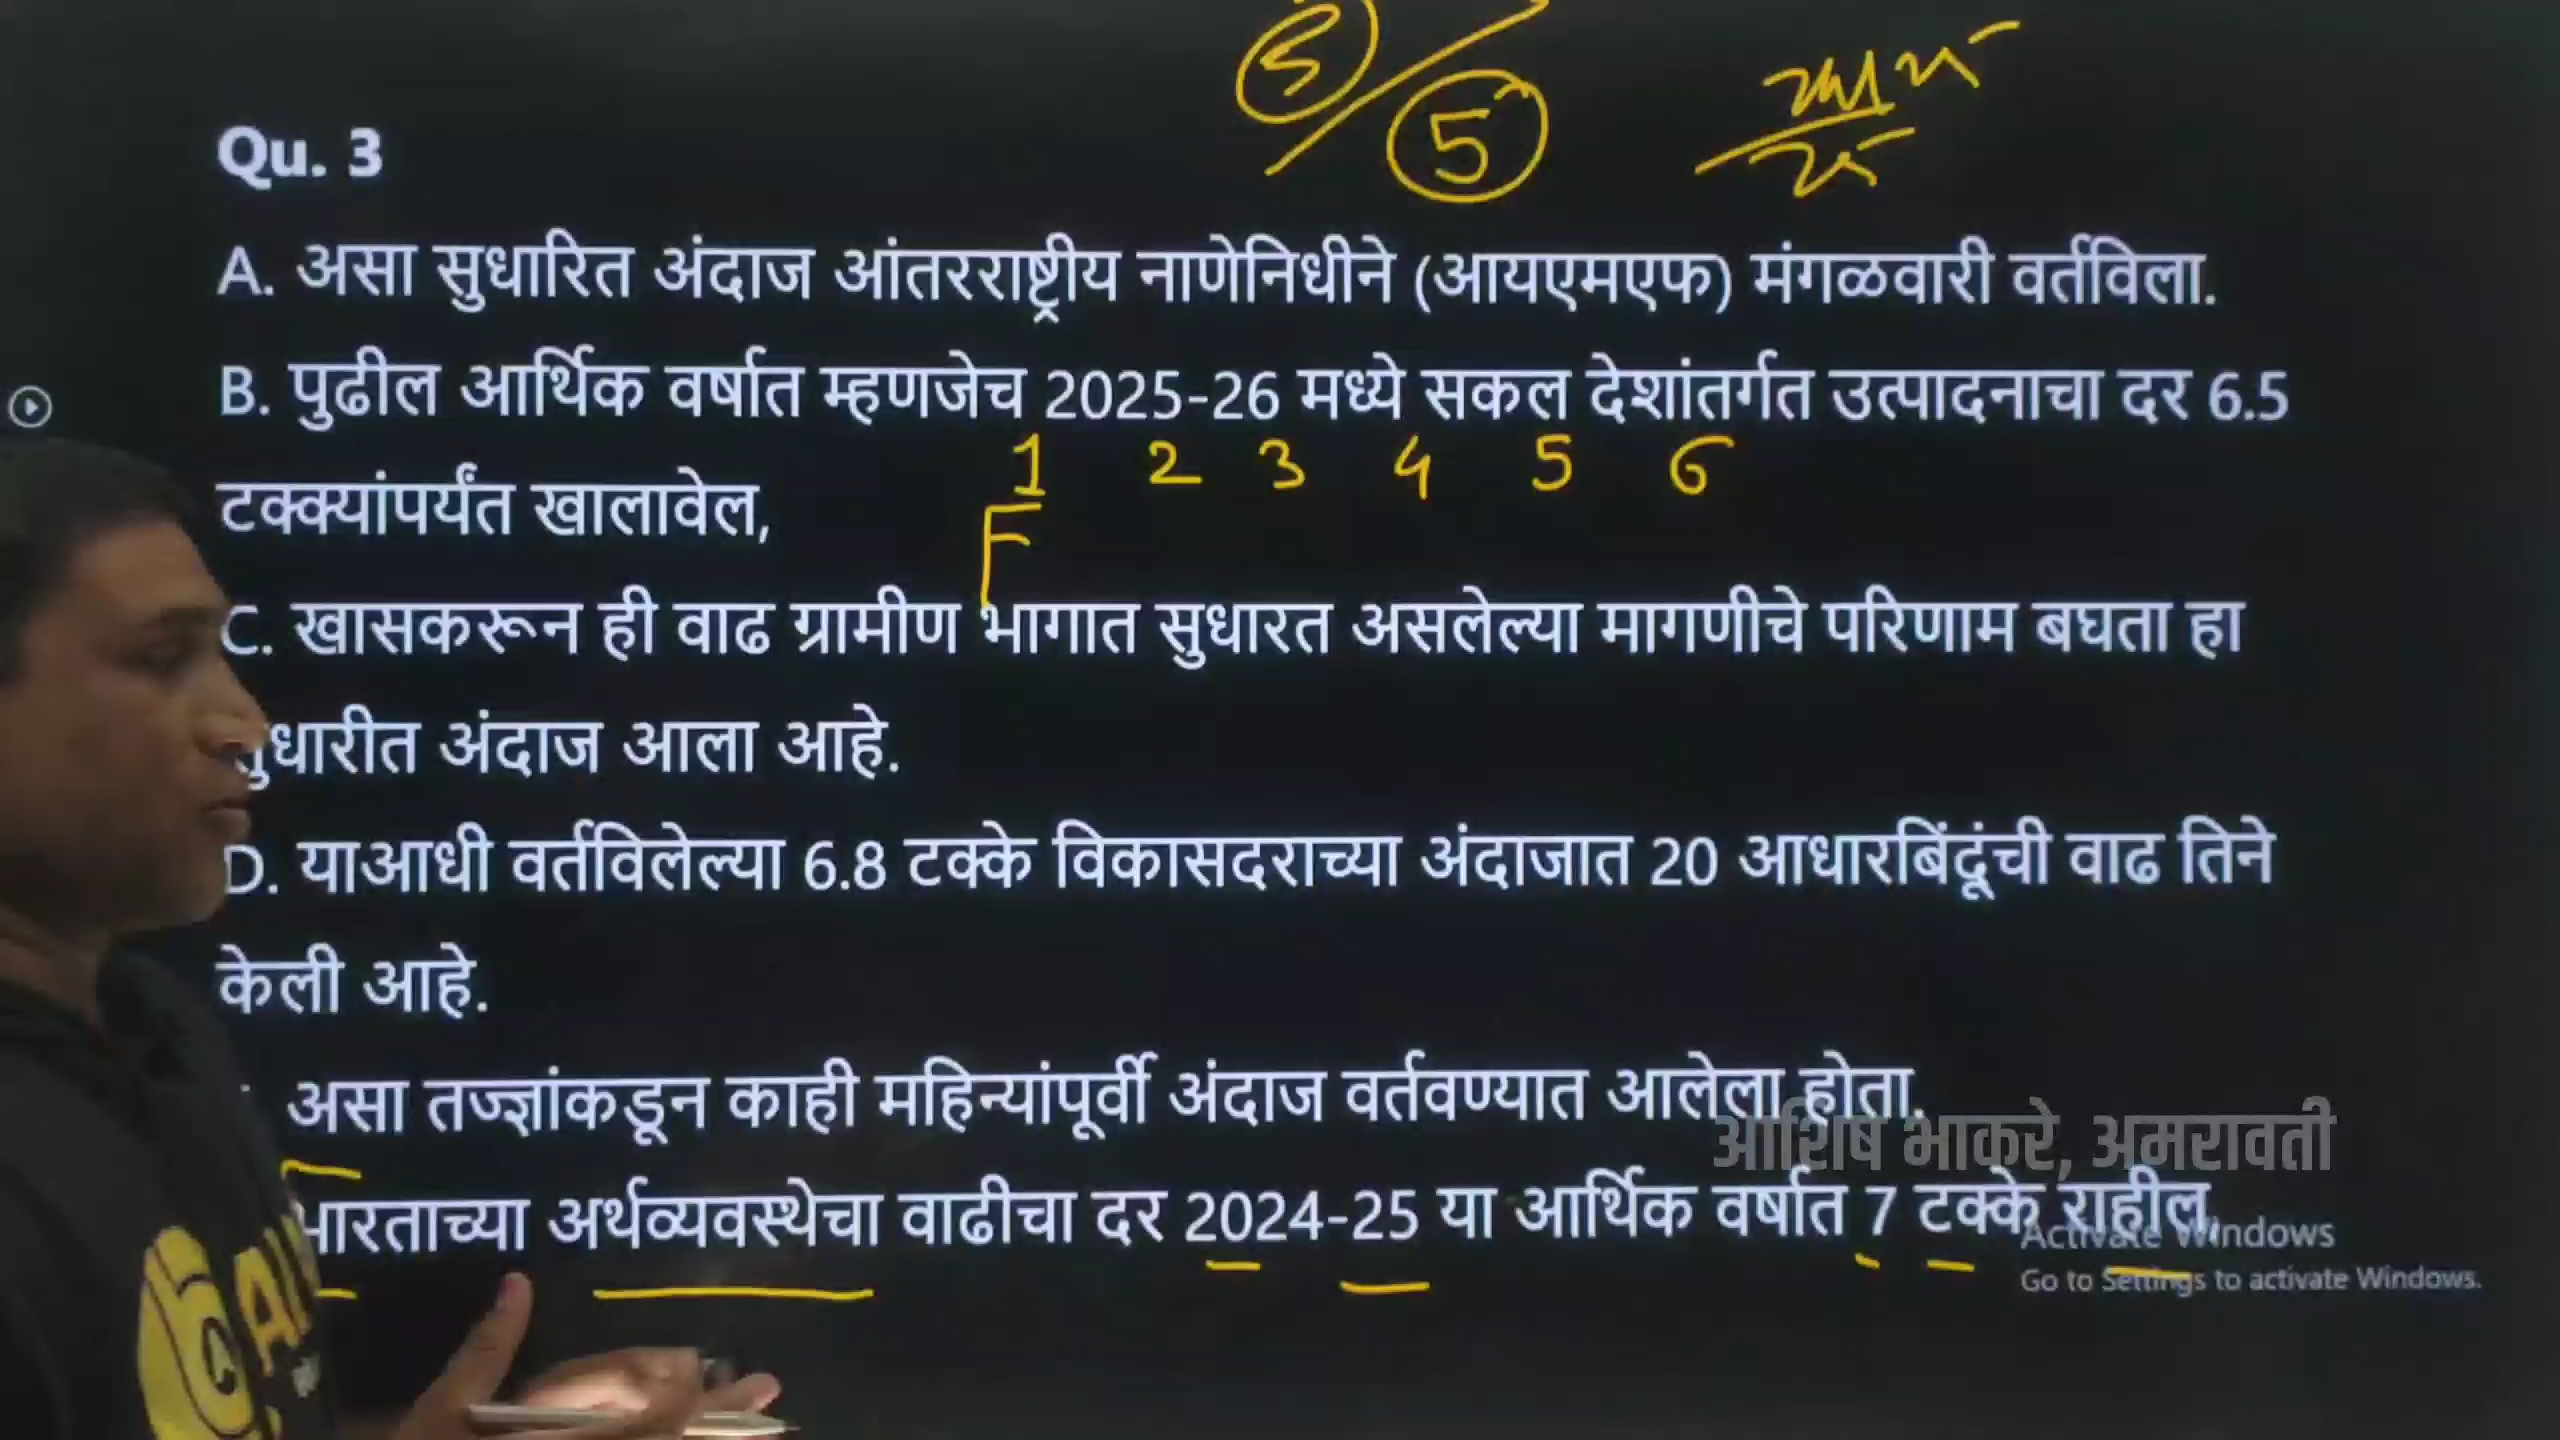 5
5
Qu. 3
A. असा सुधारित अंदाज आंतरराष्ट्रीय नाणेनिधीने (आयएमएफ) मंगळवारी वर्तविला.
B. पुढील आर्थिक वर्षात म्हणजेच 2025-26 मध्ये सकल देशांतर्गत उत्पादनाचा दर 6.5
1 2 3 4 5 6
टक्क्यांपर्यंत खालावेल,
F
C. खासकरून ही वाढ ग्रामीण भागात सुधारत असलेल्या मागणीचे परिणाम बघता हा
सुधारीत अंदाज आला आहे.
D. याआधी वर्तविलेल्या 6.8 टक्के विकासदराच्या अंदाजात 20 आधारबिंदूंची वाढ तिने
केली आहे.
असा तज्ज्ञांकडून काही महिन्यांपूर्वी अंदाज वर्तवण्यात आलेला होता.
आशिष भाकरे, अमरावती
भारताच्या अर्थव्यवस्थेचा वाढीचा दर 2024-25 या आर्थिक वर्षात 7 टक्के राहील,
Activate Windows
Go to Settings to activate Windows.